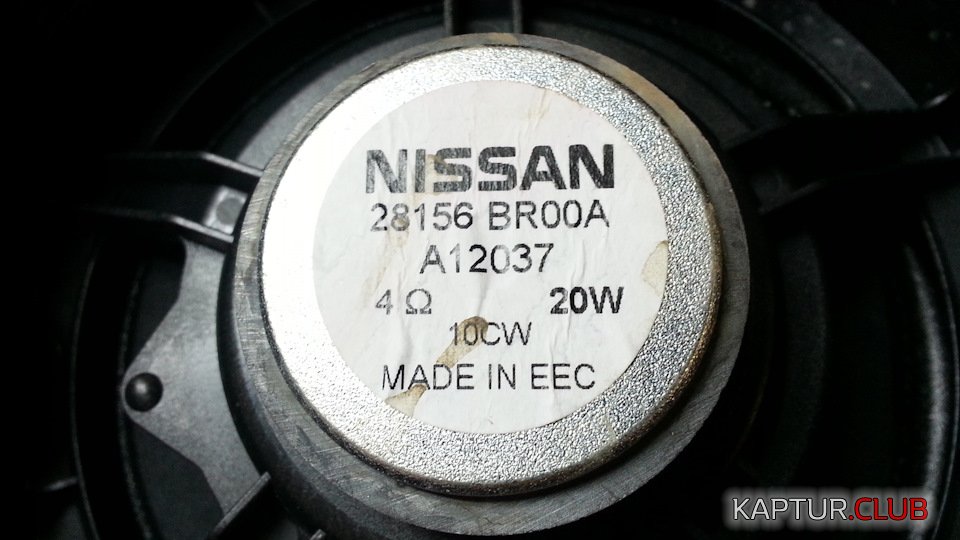 NISSAN
28156 BR00A
A12037
4 Ω 20W
10CW
MADE IN EEC
KAPTUR.CLUB